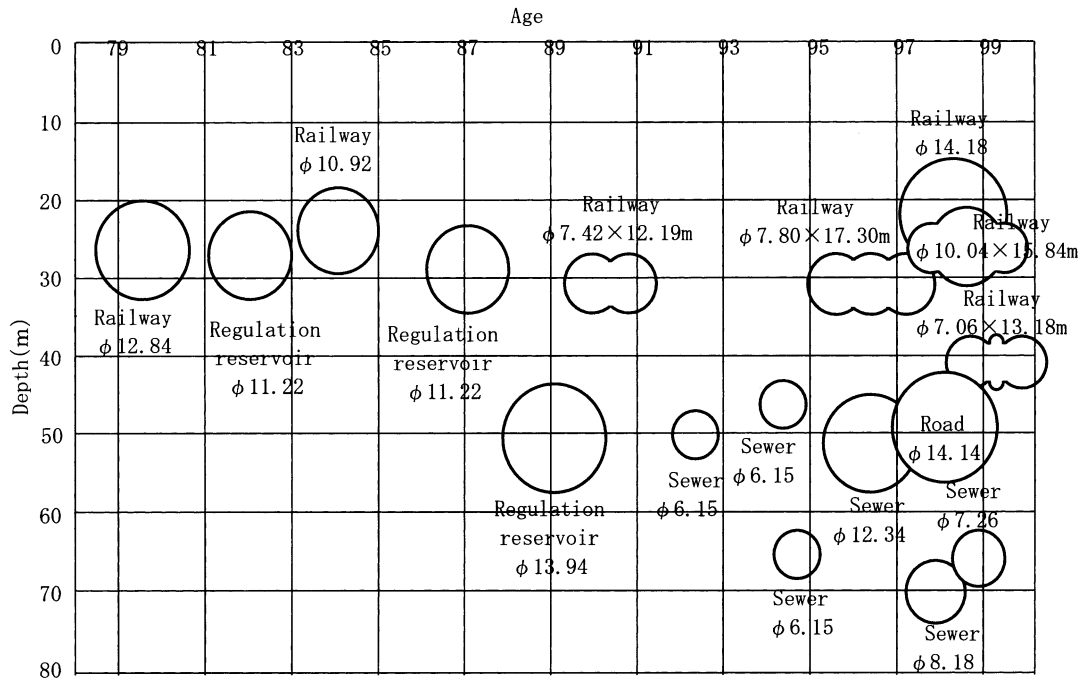 Age
79 81 83 85 87 89 91 93 95 97 99
0
10
20
30
40
50
60
70
80
Depth(m)
Railway
φ12.84
Regulation
reservoir
φ11.22
Railway
φ10.92
Regulation
reservoir
φ11.22
Regulation
reservoir
φ13.94
Railway
φ7.42×12.19m
Sewer
φ6.15
Sewer
φ6.15
Sewer
φ6.15
Railway
φ7.80×17.30m
Sewer
φ12.34
Railway
φ14.18
Railway
φ10.04×15.84m
Railway
φ7.06×13.18m
Road
φ14.14
Sewer
φ7.26
Sewer
φ8.18